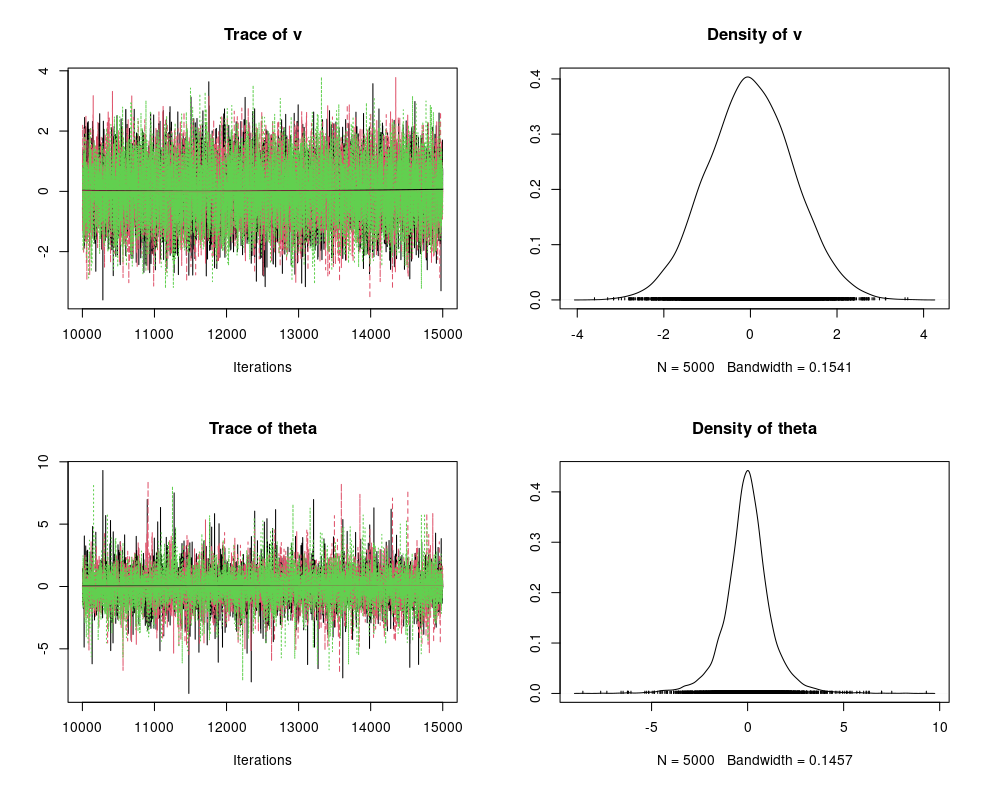 Trace of v
4
2
0
-2
10000 11000 12000 13000 14000 15000
Iterations
Density of v
0.4
0.3
0.2
0.1
0.0
-4 -2 0 2 4
N = 5000 Bandwidth = 0.1541
Trace of theta
10
5
0
-5
10000 11000 12000 13000 14000 15000
Iterations
Density of theta
0.4
0.3
0.2
0.1
0.0
-5 0 5 10
N = 5000 Bandwidth = 0.1457